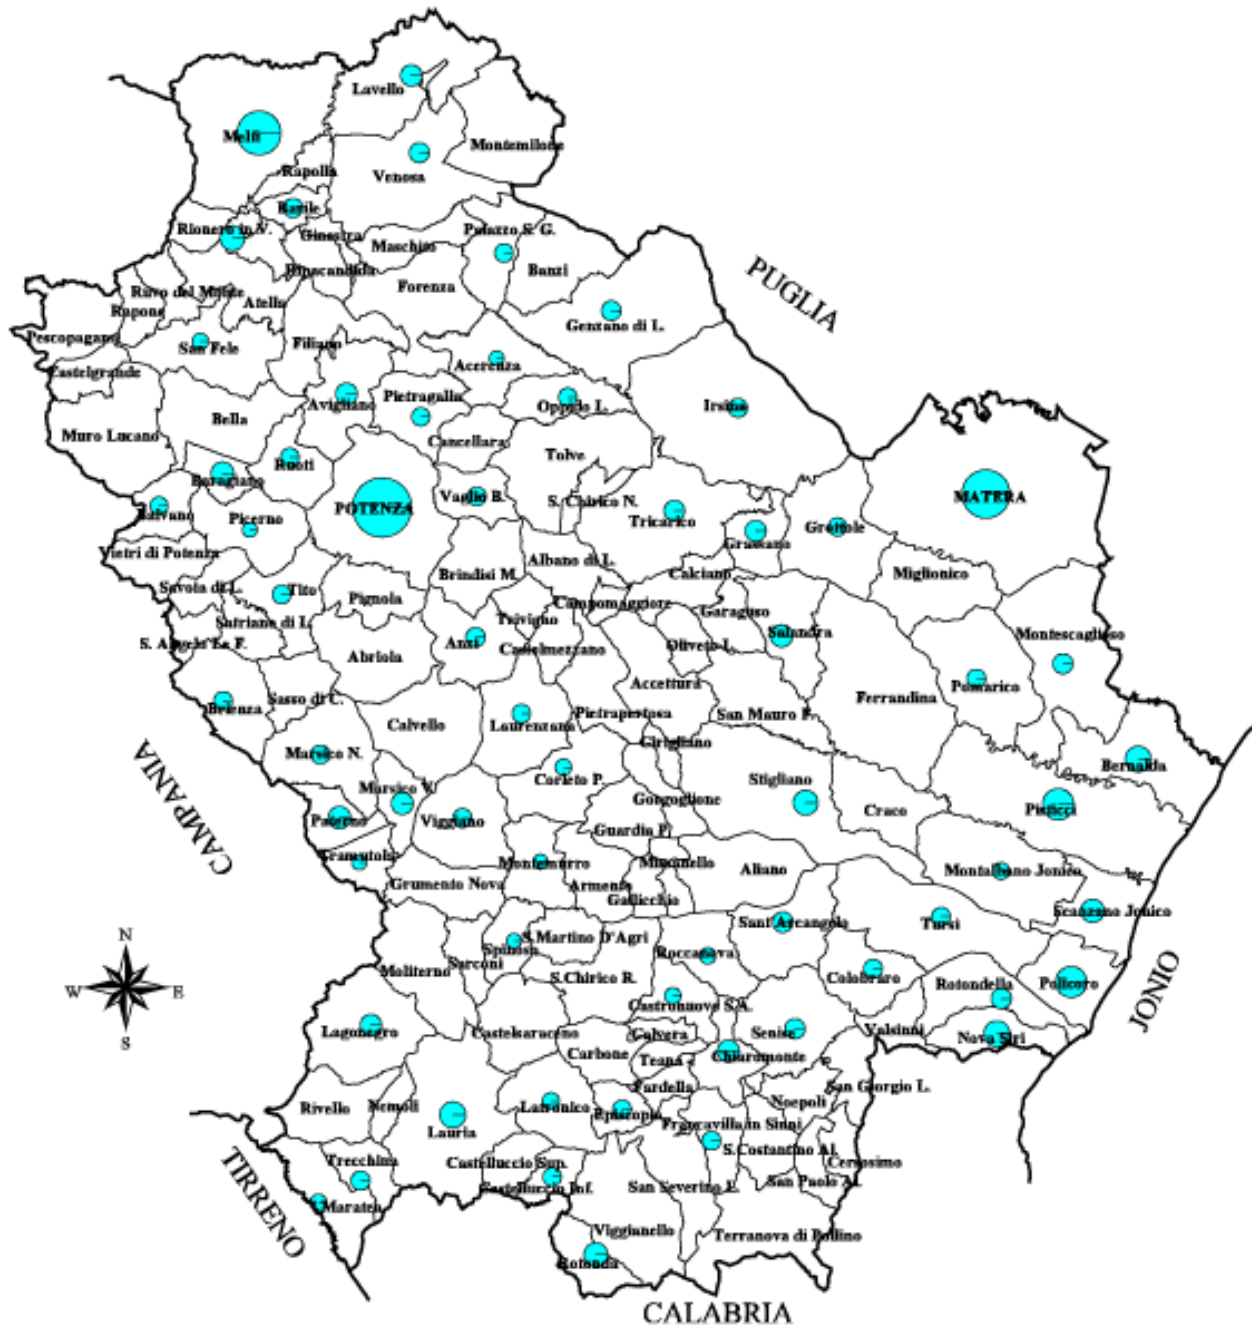 Lavello
Melfi
Montemilone
Rapolla
Venosa
Barile
Rionero in V.
Ginestra
Palazzo S. G.
Maschito
Ripacandida
Banzi
PUGLIA
Forenza
Ruvo del Monte
Atella
Rapone
Genzano di L.
Pescopagano
San Fele
Filiano
Castelgrande
Acerenza
Pietragalla
Avigliano
Oppido L.
Irsina
Bella
Muro Lucano
Cancellara
Tolve
Ruoti
Baragiano
Vaglio B.
S. Chirico N.
MATERA
POTENZA
Balvano
Picerno
Tricarico
Grottole
Grassano
Vietri di Potenza
Albano di L.
Brindisi M.
Calciano
Miglionico
Savoia di L.
Tito
Pignola
Campomaggiore
Garaguso
Satriano di L.
Trivigno
Salandra
Montescaglioso
S. Angelo Le F.
Anzi
Castelmezzano
Oliveto L.
Abriola
Accettura
Pomarico
Sasso di C.
Ferrandina
Brienza
Calvello
Laurenzana
Pietrapertosa
San Mauro F.
Cirigliano
Marsico N.
CAMPANIA
Corleto P.
Stigliano
Bernalda
Marsico V.
Gorgoglione
Craco
Pisticci
Paterno
Viggiano
Guardia P.
Tramutola
Montemurro
Missanello
Aliano
Montalbano Jonico
Grumento Nova
Armento
Gallicchio
Scanzano Jonico
Sant'Arcangelo
Tursi
N
Spinoso
S.Martino D'Agri
Roccanova
Sarconi
Moliterno
S.Chirico R.
Colobraro
Rotondella
Policoro
W
E
JONIO
Castronuovo S.A.
S
Lagonegro
Castelsaraceno
Calvera
Senise
Valsinni
Nova Siri
Carbone
Teana
Chiaromonte
Fardella
San Giorgio L.
Rivello
Nemoli
Latronico
Episcopia
Noepoli
Lauria
Francavilla in Sinni
S.Costantino Al.
Trecchina
Castelluccio Sup.
Cersosimo
TIRRENO
Castelluccio Inf.
San Severino L.
San Paolo Al.
Maratea
Viggianello
Terranova di Pollino
Rotonda
CALABRIA